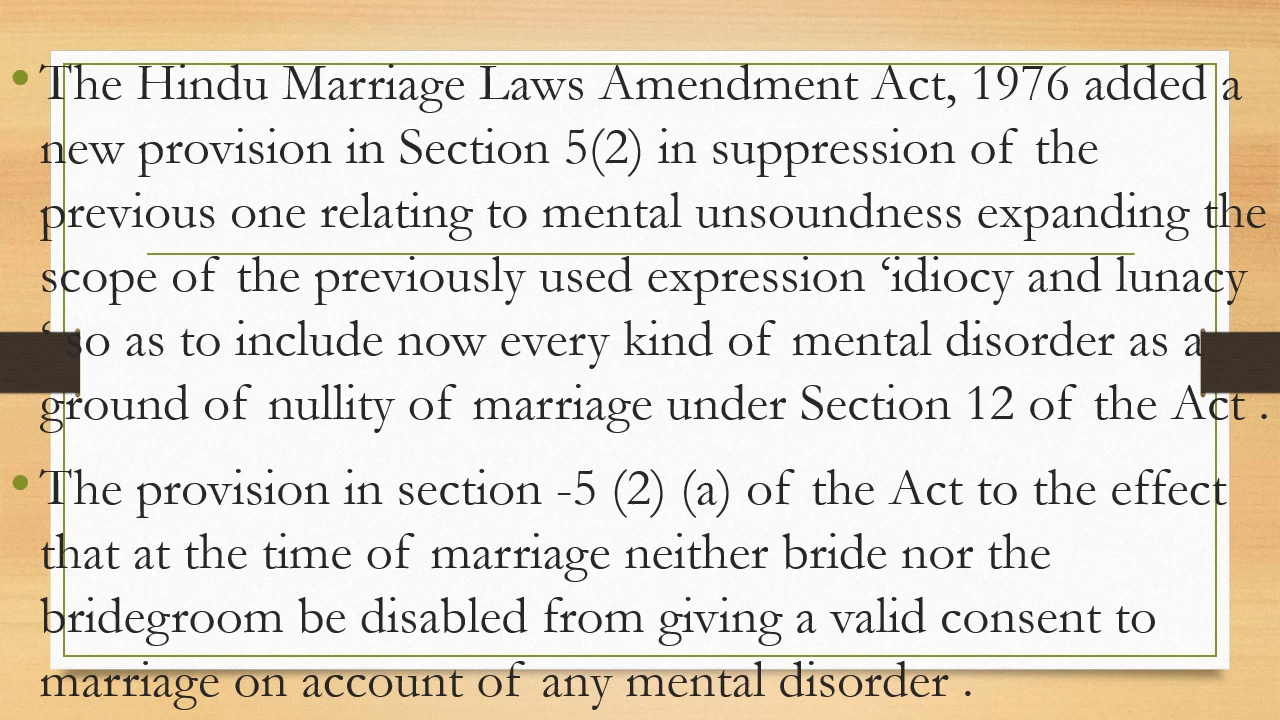 • The Hindu Marriage Laws Amendment Act, 1976 added a
new provision in Section 5(2) in suppression of the
previous one relating to mental unsoundness expanding the
scope of the previously used expression ‘idiocy and lunacy
‘ so as to include now every kind of mental disorder as a
ground of nullity of marriage under Section 12 of the Act .
• The provision in section -5 (2) (a) of the Act to the effect
that at the time of marriage neither bride nor the
bridegroom be disabled from giving a valid consent to
marriage on account of any mental disorder .